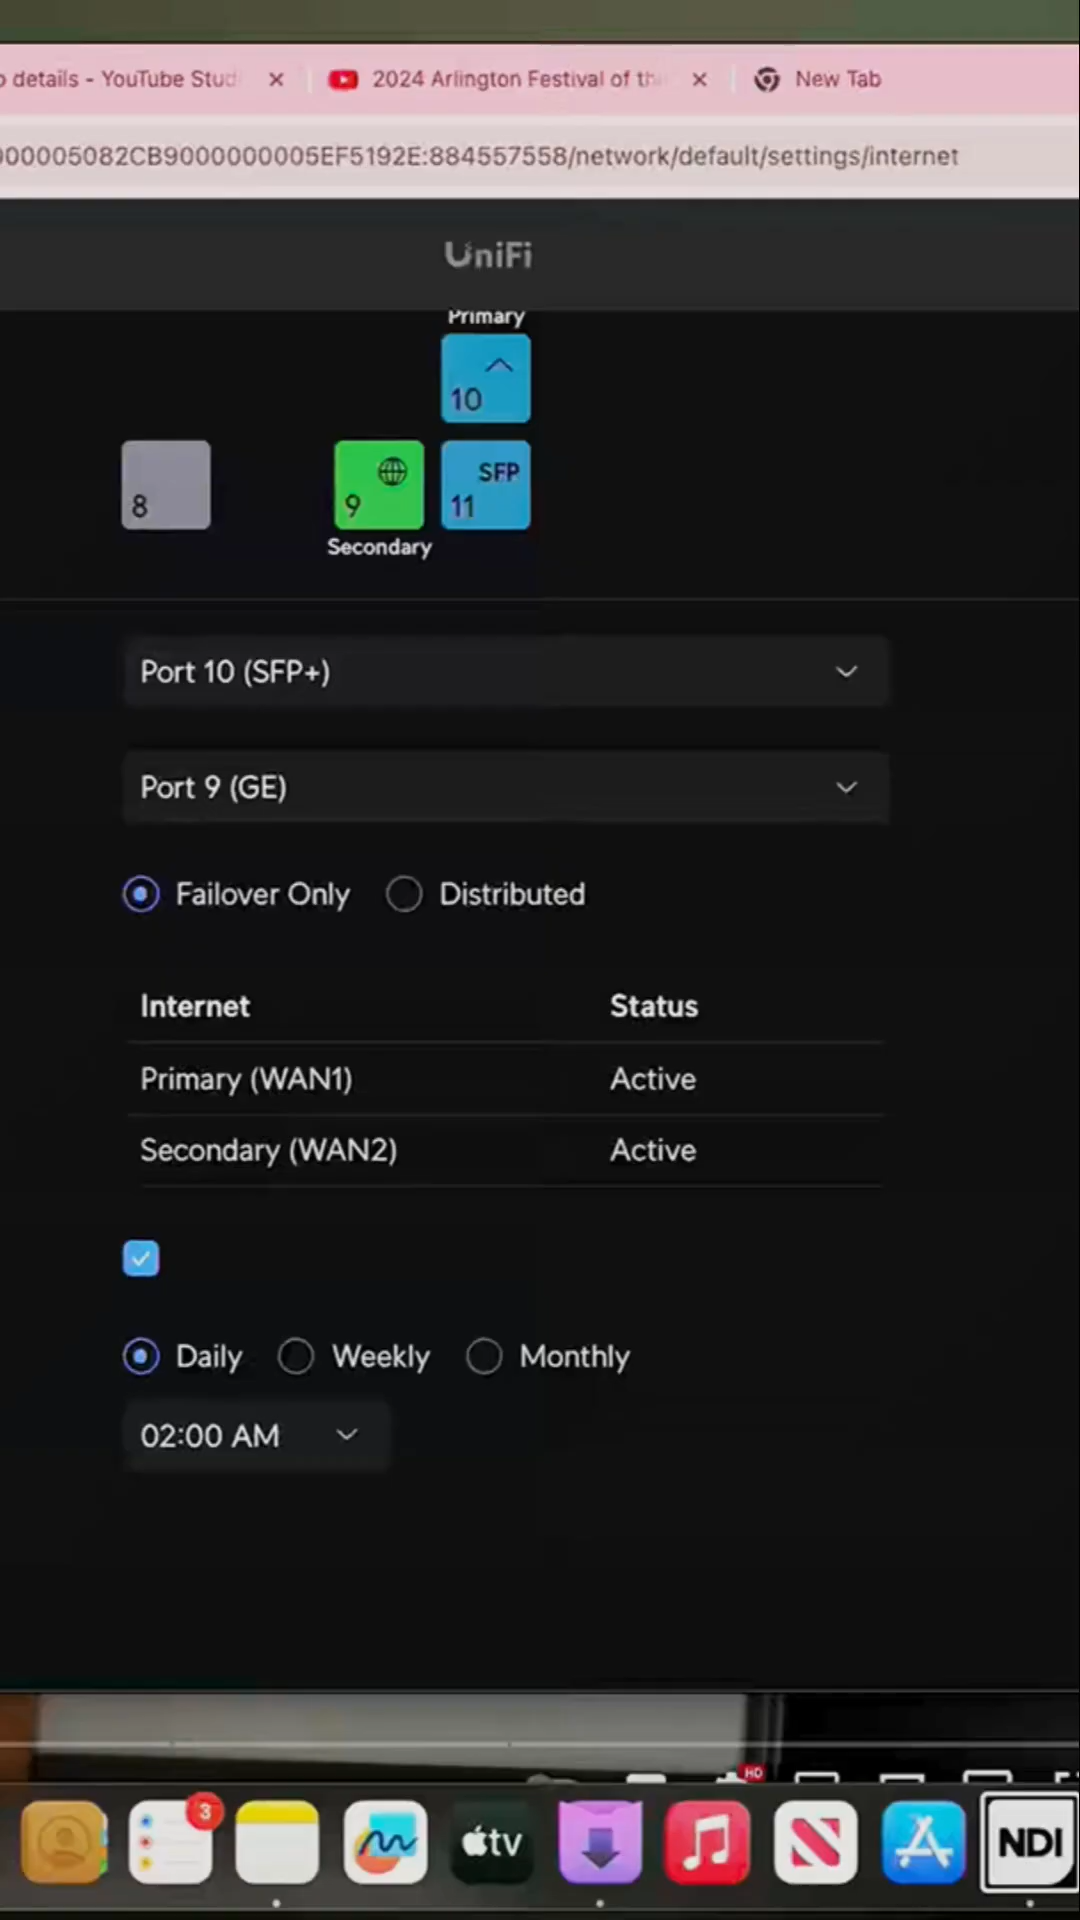 details - YouTube Stud
2024 Arlington Festival of th
New Tab
00005082CB9000000005EF5192E:884557558/network/default/settings/internet
UniFi
Primary
10
8
9
SFP
11
Secondary
Port 10 (SFP+)
Port 9 (GE)
Failover Only
Distributed
Internet
Status
Primary (WAN1)
Active
Secondary (WAN2)
Active
Daily
Weekly
Monthly
02:00 AM
HD
3
tv
NDI